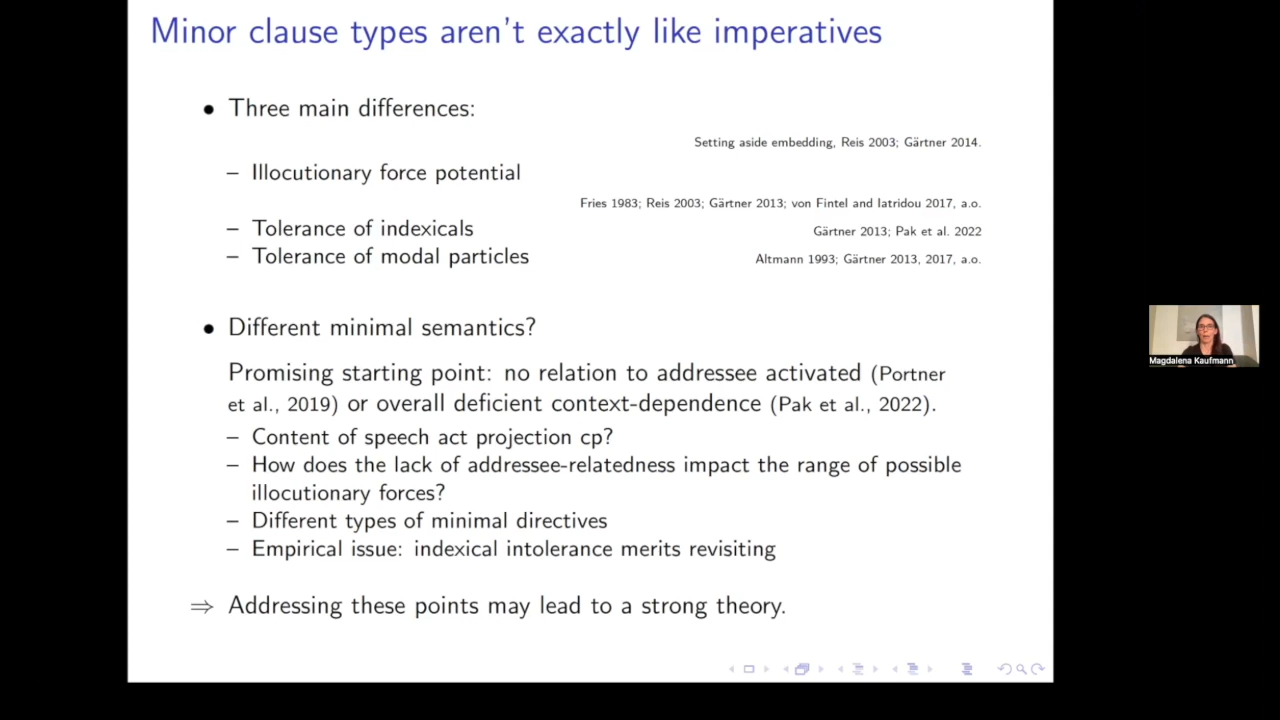 Minor clause types aren't exactly like imperatives
• Three main differences:
Setting aside embedding, Reis 2003; Gärtner 2014.
– Illocutionary force potential
Fries 1983; Reis 2003; Gärtner 2013; von Fintel and Iatridou 2017, a.o.
– Tolerance of indexicals Gärtner 2013; Pak et al. 2022
– Tolerance of modal particles Altmann 1993; Gärtner 2013, 2017, a.o.
• Different minimal semantics?
Promising starting point: no relation to addressee activated (Portner
et al., 2019) or overall deficient context-dependence (Pak et al., 2022).
– Content of speech act projection cp?
– How does the lack of addressee-relatedness impact the range of possible
illocutionary forces?
– Different types of minimal directives
– Empirical issue: indexical intolerance merits revisiting
⇒ Addressing these points may lead to a strong theory.
Magdalena Kaufmann